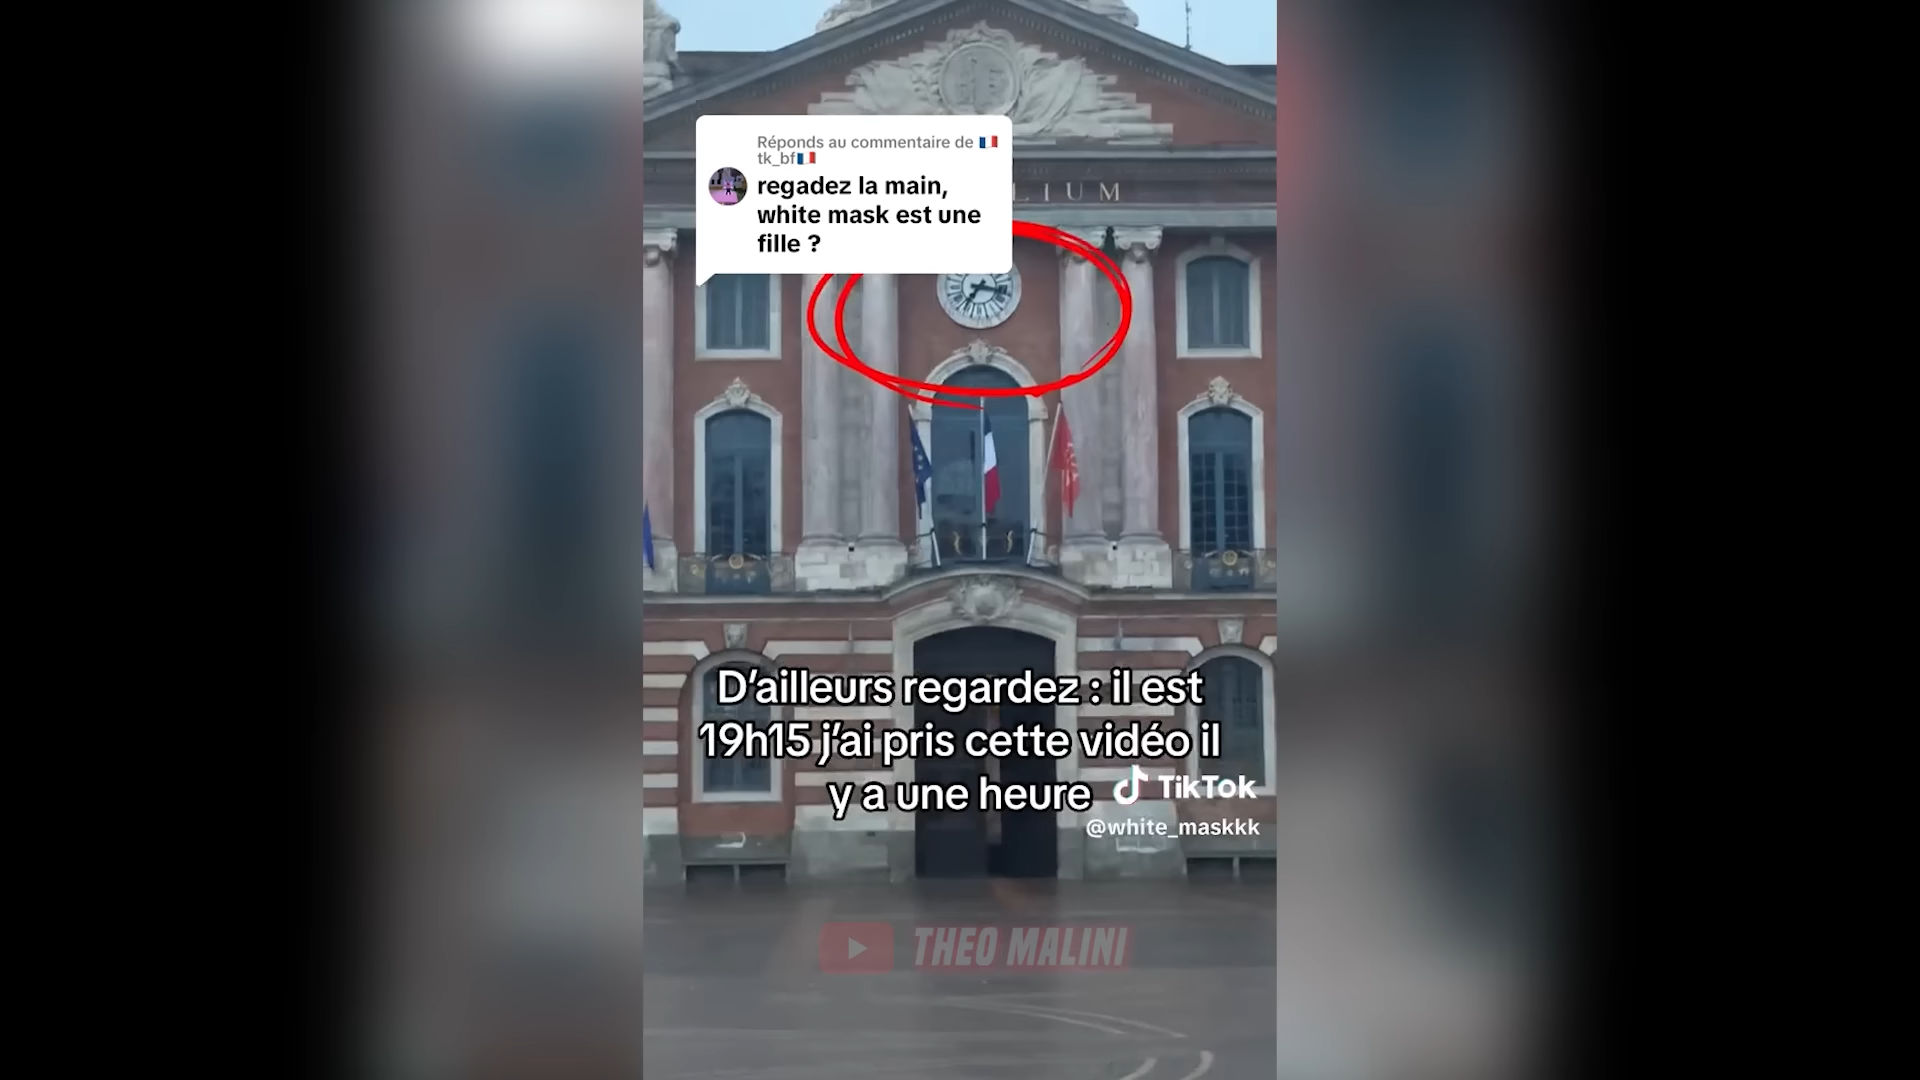 Réponds au commentaire de 🇫🇷
tk_bf🇫🇷
regadez la main,
white mask est une
fille ?
LIUM
D'ailleurs regardez : il est
19h15 j'ai pris cette vidéo il
y a une heure
TikTok
@white_maskkk
THEO MALINI